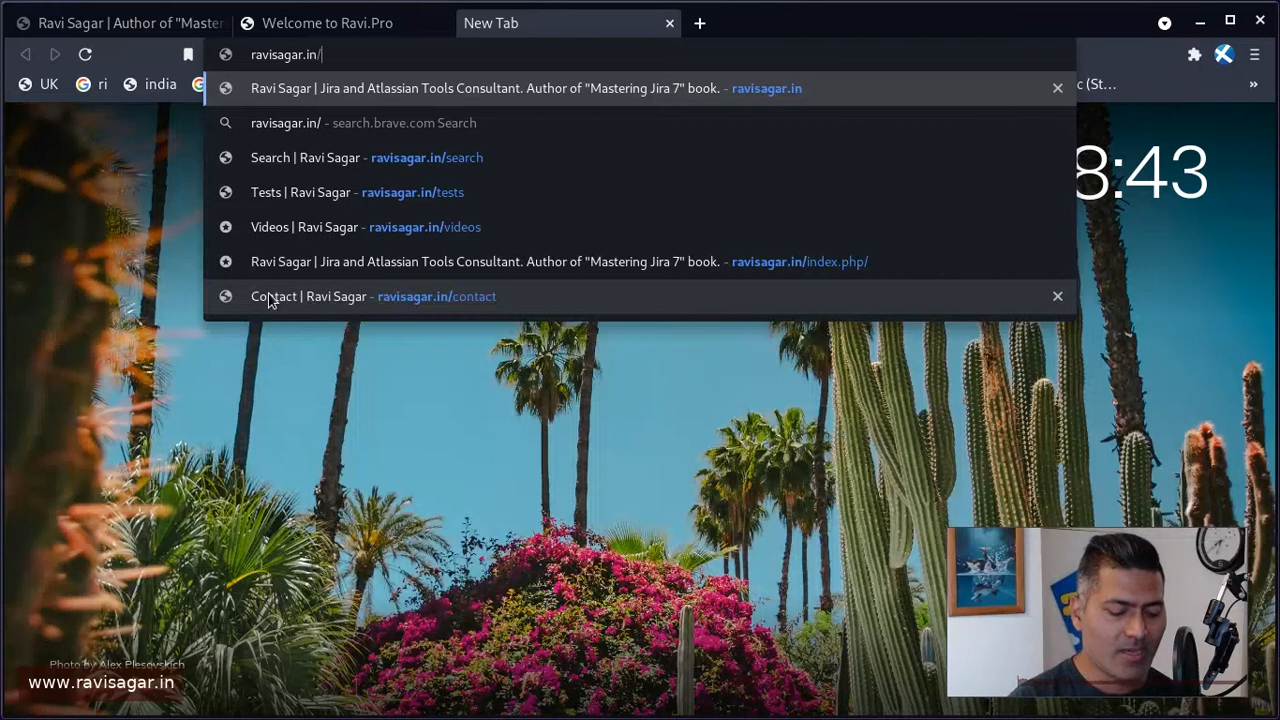 Ravi Sagar | Author of "Master
Welcome to Ravi.Pro
New Tab
ravisagar.in/
UK
ri
india
c (St…
Ravi Sagar | Jira and Atlassian Tools Consultant. Author of "Mastering Jira 7" book. - ravisagar.in
ravisagar.in/ - search.brave.com Search
Search | Ravi Sagar - ravisagar.in/search
Tests | Ravi Sagar - ravisagar.in/tests
Videos | Ravi Sagar - ravisagar.in/videos
Ravi Sagar | Jira and Atlassian Tools Consultant. Author of "Mastering Jira 7" book. - ravisagar.in/index.php/
Contact | Ravi Sagar - ravisagar.in/contact
8:43
Photo by Alex Plesovskich
www.ravisagar.in